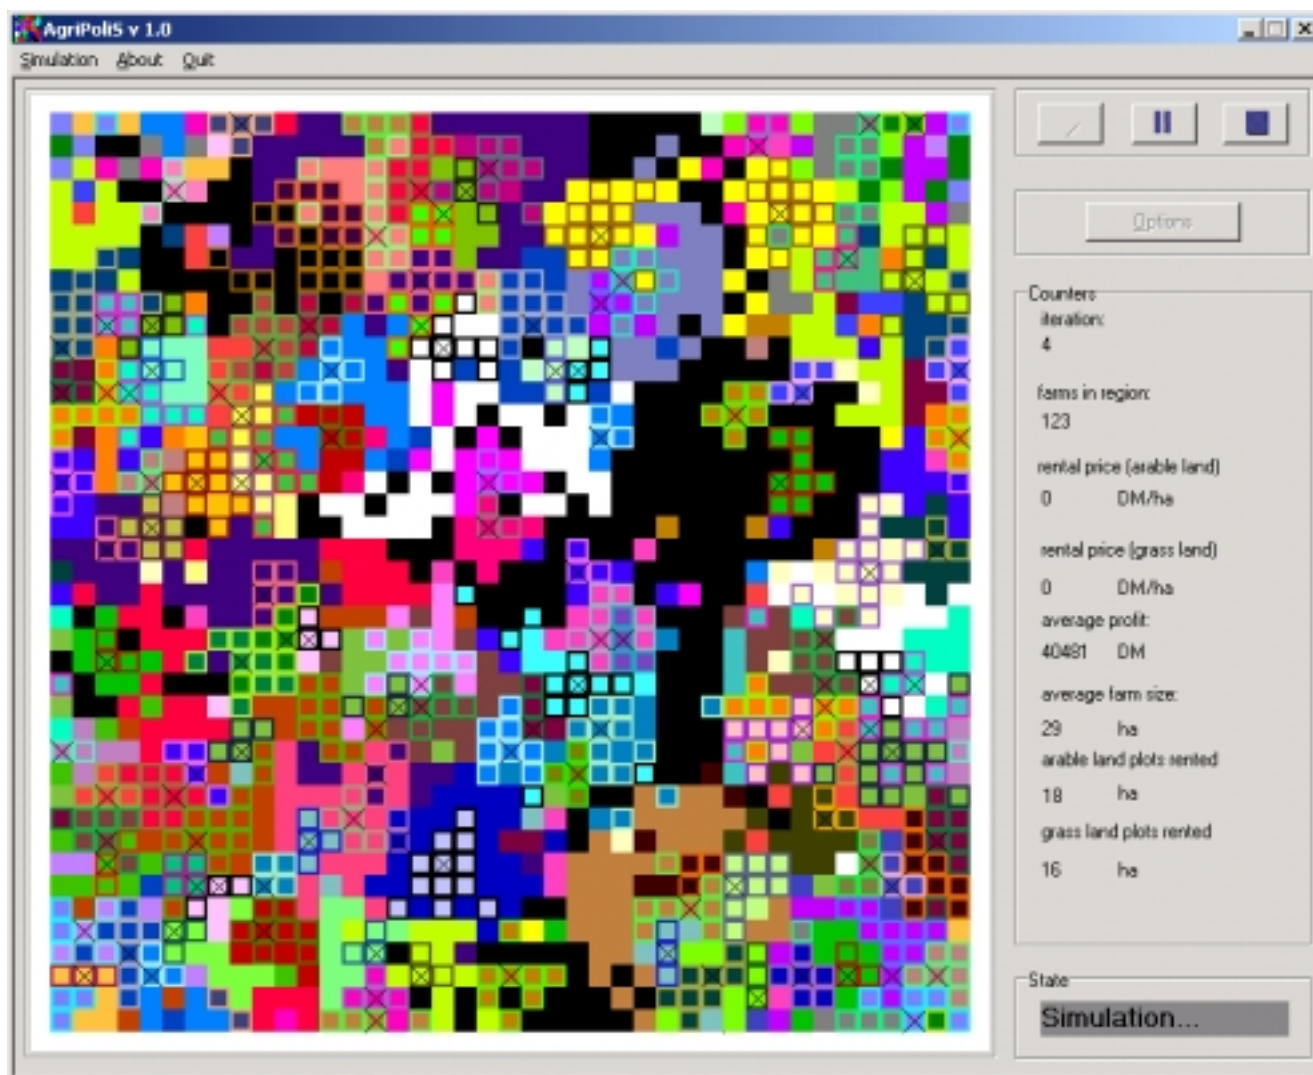 AgriPoliS v 1.0
Simulation About Quit
Options
Counters
iteration:
4
farms in region:
123
rental price (arable land)
0 DM/ha
rental price (grass land)
0 DM/ha
average profit:
40481 DM
average farm size:
29 ha
arable land plots rented
18 ha
grass land plots rented
16 ha
State
Simulation...